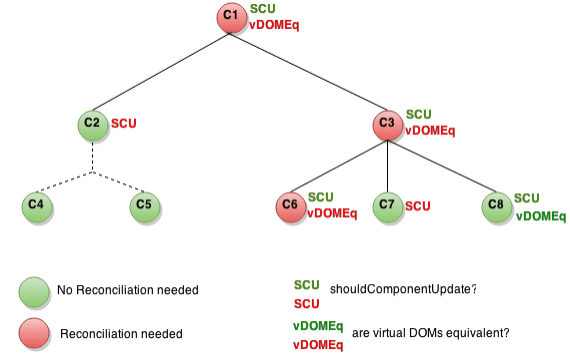 C1 SCU
vDOMEq
C2 SCU
C3 SCU
vDOMEq
C4
C5
C6 SCU
vDOMEq
C7 SCU
C8 SCU
vDOMEq
No Reconciliation needed
Reconciliation needed
SCU
SCU
shouldComponentUpdate?
vDOMEq
vDOMEq
are virtual DOMs equivalent?